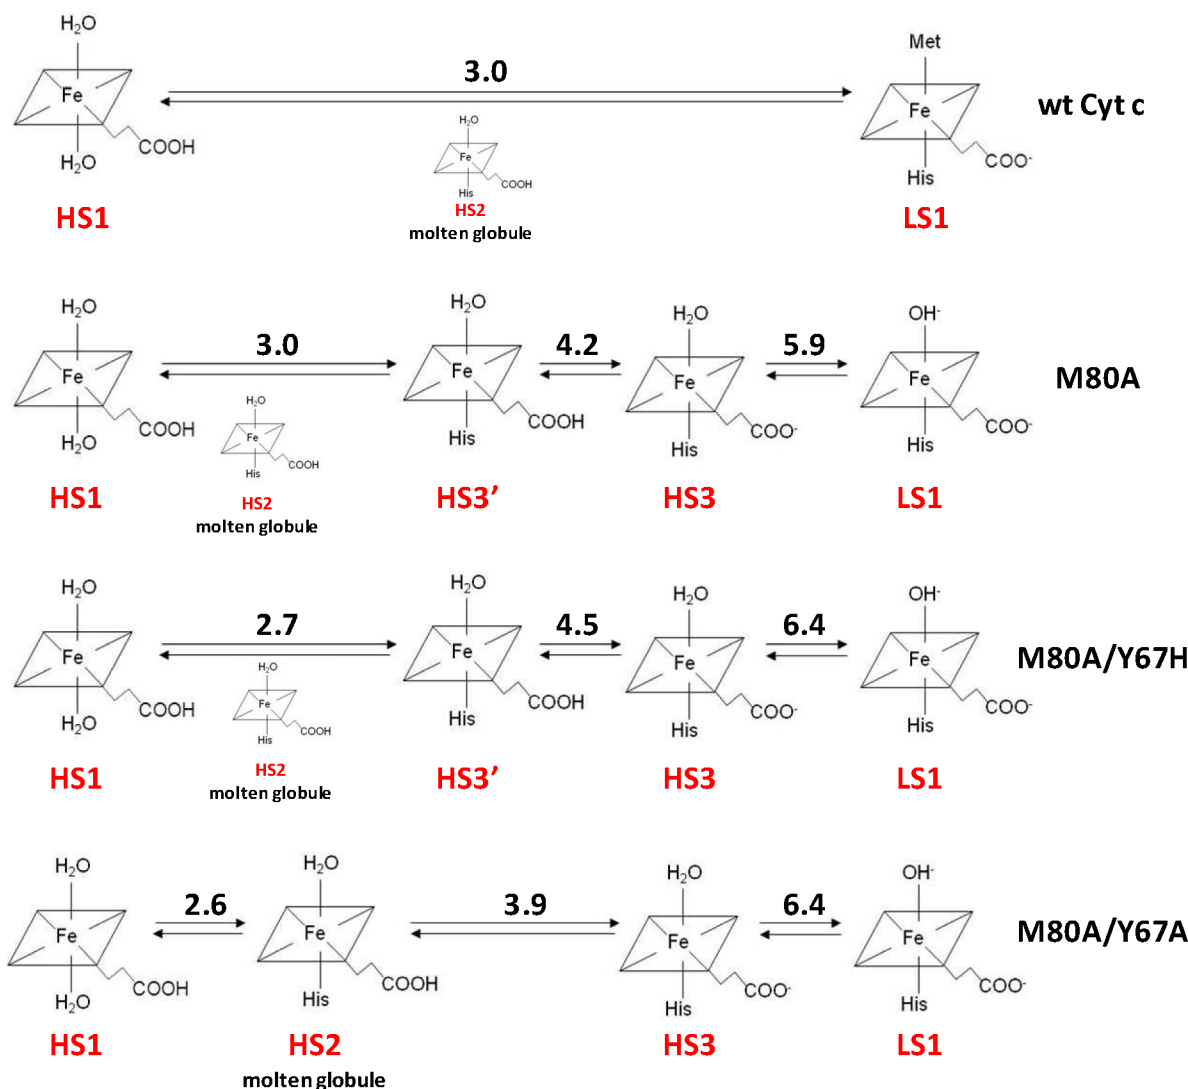 H₂O
Fe
COOH
H₂O
HS1
3.0
H₂O
Fe
COOH
His
HS2
molten globule
Met
Fe
COO⁻
His
LS1
wt Cyt c
H₂O
Fe
COOH
H₂O
HS1
3.0
H₂O
Fe
COOH
His
HS2
molten globule
H₂O
Fe
COOH
His
HS3’
4.2
H₂O
Fe
COO⁻
His
HS3
5.9
OH⁻
Fe
COO⁻
His
LS1
M80A
H₂O
Fe
COOH
H₂O
HS1
2.7
H₂O
Fe
COOH
His
HS2
molten globule
H₂O
Fe
COOH
His
HS3’
4.5
H₂O
Fe
COO⁻
His
HS3
6.4
OH⁻
Fe
COO⁻
His
LS1
M80A/Y67H
H₂O
Fe
COOH
H₂O
HS1
2.6
H₂O
Fe
COOH
His
HS2
molten globule
3.9
H₂O
Fe
COO⁻
His
HS3
6.4
OH⁻
Fe
COO⁻
His
LS1
M80A/Y67A